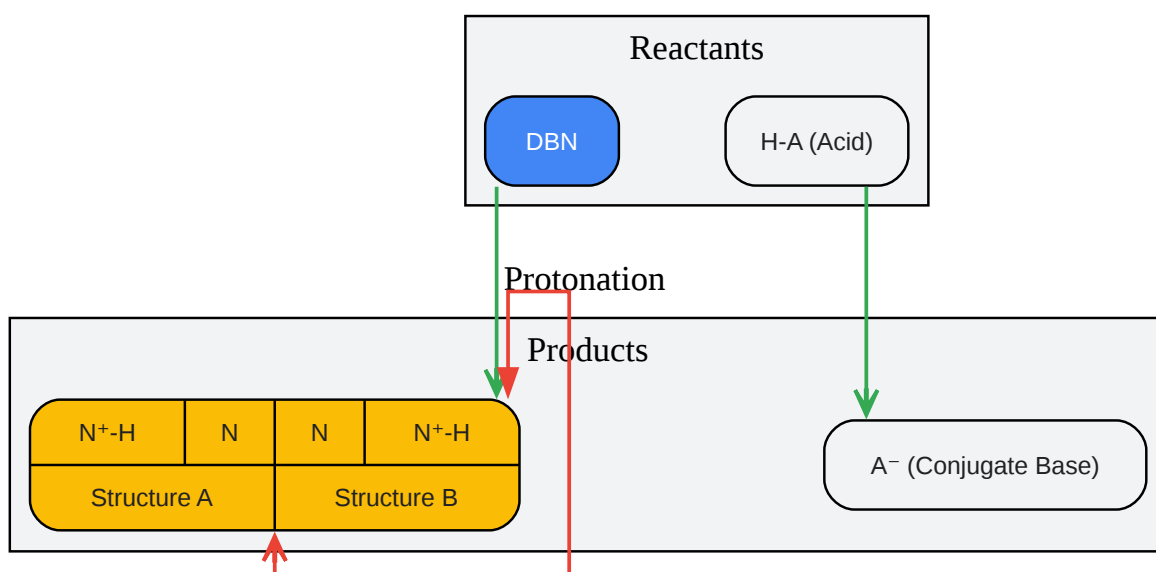 Reactants
DBN
H-A (Acid)
Protonation
Products
N⁺-H
N
N
N⁺-H
Structure A
Structure B
A⁻ (Conjugate Base)